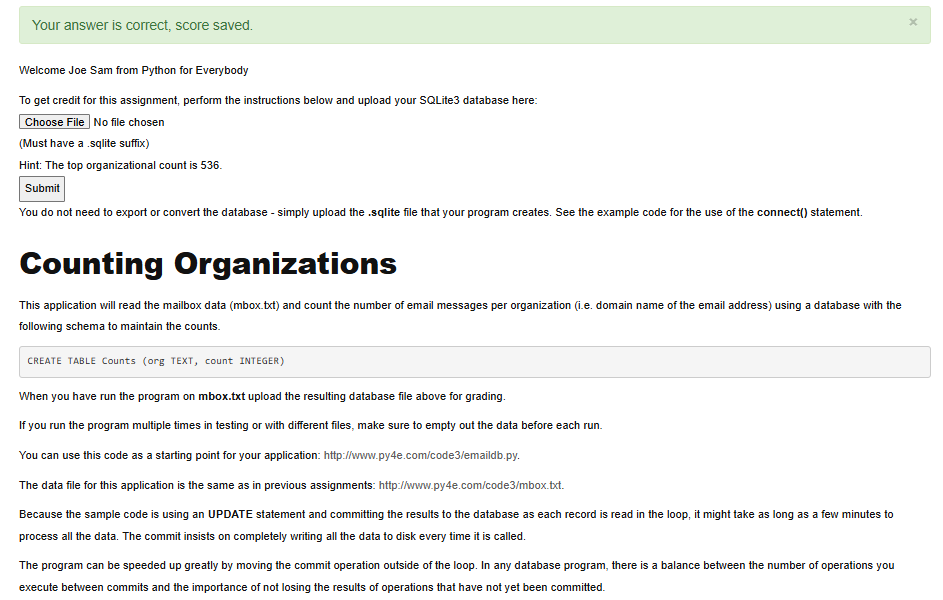 Your answer is correct, score saved.
×
Welcome Joe Sam from Python for Everybody
To get credit for this assignment, perform the instructions below and upload your SQLite3 database here:
Choose File No file chosen
(Must have a .sqlite suffix)
Hint: The top organizational count is 536.
Submit
You do not need to export or convert the database - simply upload the .sqlite file that your program creates. See the example code for the use of the connect() statement.
Counting Organizations
This application will read the mailbox data (mbox.txt) and count the number of email messages per organization (i.e. domain name of the email address) using a database with the
following schema to maintain the counts.
CREATE TABLE Counts (org TEXT, count INTEGER)
When you have run the program on mbox.txt upload the resulting database file above for grading.
If you run the program multiple times in testing or with different files, make sure to empty out the data before each run.
You can use this code as a starting point for your application: http://www.py4e.com/code3/emaildb.py.
The data file for this application is the same as in previous assignments: http://www.py4e.com/code3/mbox.txt.
Because the sample code is using an UPDATE statement and committing the results to the database as each record is read in the loop, it might take as long as a few minutes to
process all the data. The commit insists on completely writing all the data to disk every time it is called.
The program can be speeded up greatly by moving the commit operation outside of the loop. In any database program, there is a balance between the number of operations you
execute between commits and the importance of not losing the results of operations that have not yet been committed.